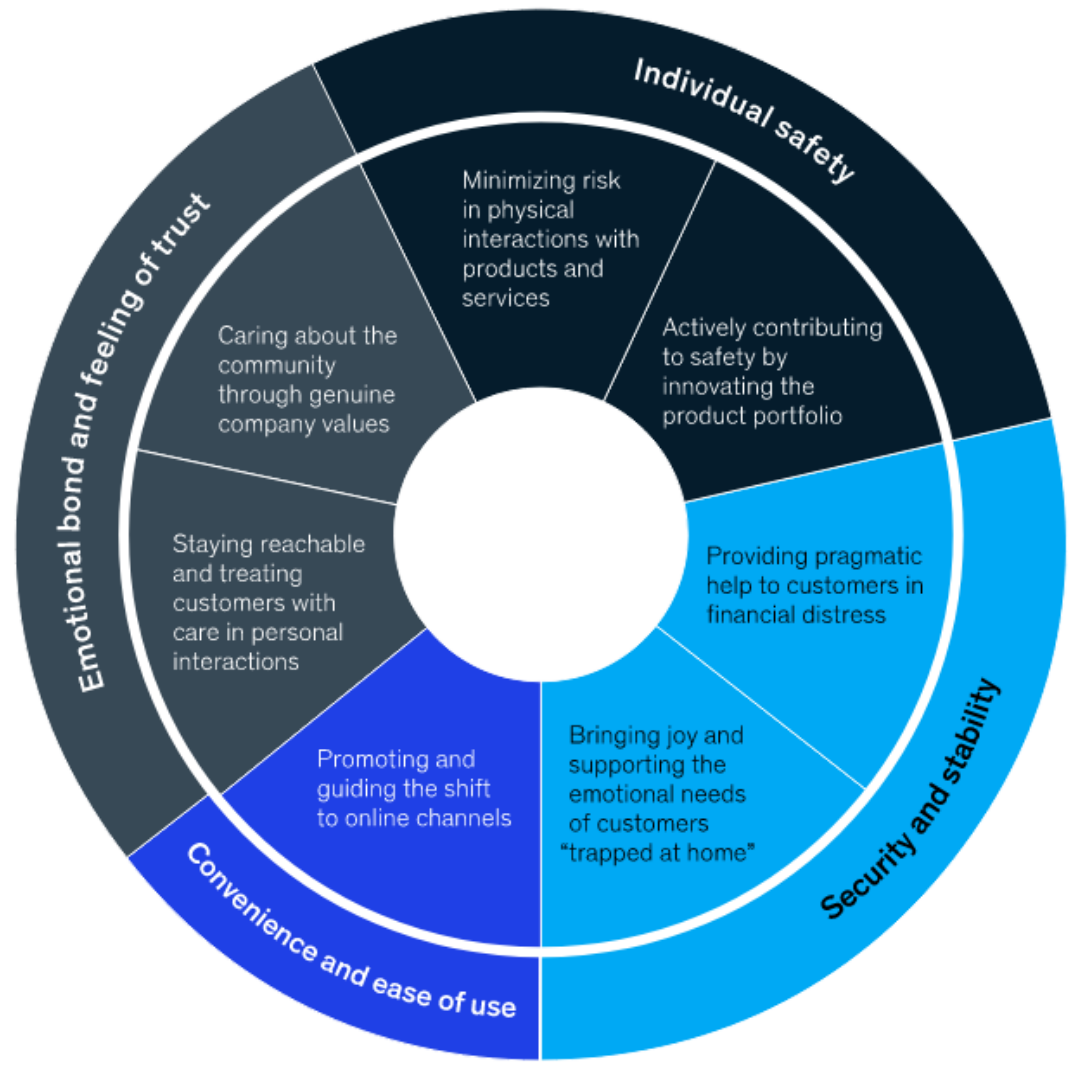 Individual safety
Minimizing risk
in physical
interactions with
products and
services
Actively contributing
to safety by
innovating the
product portfolio
Security and stability
Providing pragmatic
help to customers in
financial distress
Bringing joy and
supporting the
emotional needs
of customers
“trapped at home”
Convenience and ease of use
Promoting and
guiding the shift
to online channels
Emotional bond and feeling of trust
Staying reachable
and treating
customers with
care in personal
interactions
Caring about the
community
through genuine
company values